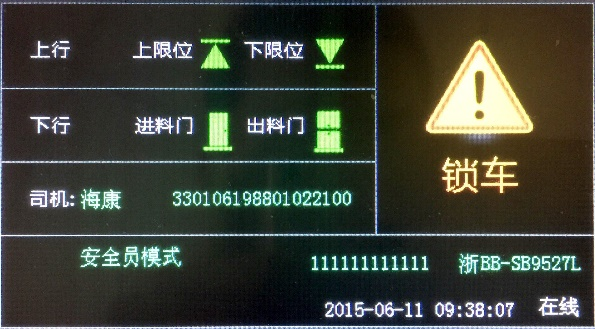 上行 上限位 下限位
下行 进料门 出料门
锁车
司机: 海康 330106198801022100
安全员模式 111111111111 浙BB-SB9527L
2015-06-11 09:38:07 在线